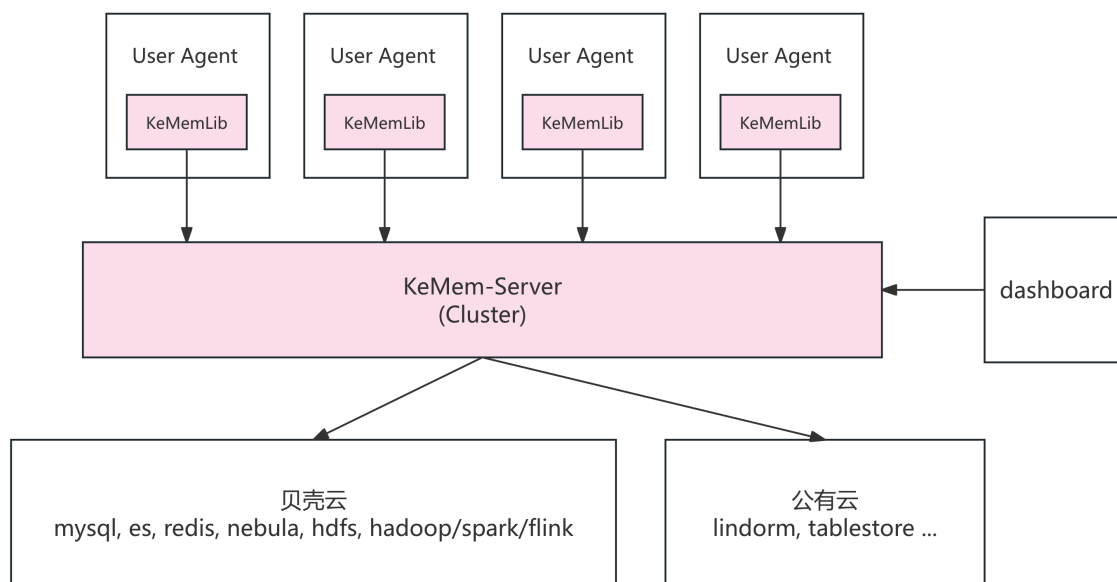 User Agent
User Agent
User Agent
User Agent
KeMemLib
KeMemLib
KeMemLib
KeMemLib
KeMem-Server
(Cluster)
dashboard
贝壳云
mysql, es, redis, nebula, hdfs, hadoop/spark/flink
公有云
lindorm, tablestore ...